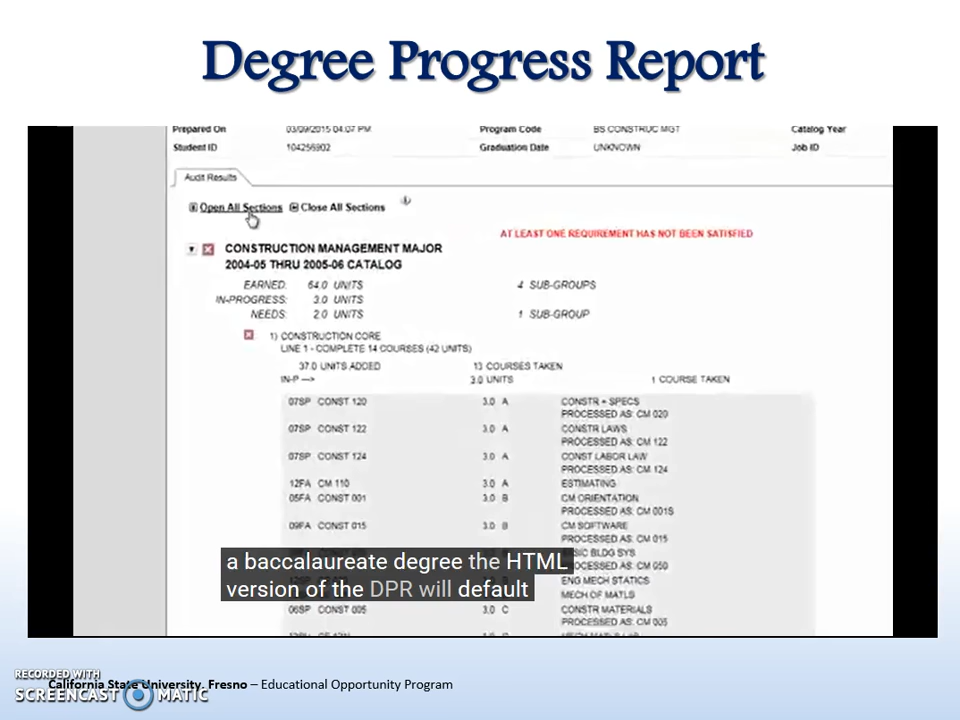 Degree Progress Report
Prepared On 03/09/2015 04:07 PM Program Code BS CONSTRUC MGT Catalog Year
Student ID 104256902 Graduation Date UNKNOWN Job ID
Audit Results
Open All Sections Close All Sections
AT LEAST ONE REQUIREMENT HAS NOT BEEN SATISFIED
CONSTRUCTION MANAGEMENT MAJOR
2004-05 THRU 2005-06 CATALOG
EARNED: 64.0 UNITS 4 SUB-GROUPS
IN-PROGRESS: 3.0 UNITS
NEEDS: 2.0 UNITS 1 SUB-GROUP
1) CONSTRUCTION CORE
LINE 1 - COMPLETE 14 COURSES (42 UNITS)
37.0 UNITS ADDED 13 COURSES TAKEN
IN-P --> 3.0 UNITS 1 COURSE TAKEN
07SP CONST 120 3.0 A CONSTR + SPECS
PROCESSED AS: CM 020
07SP CONST 122 3.0 A CONSTR LAWS
PROCESSED AS: CM 122
07SP CONST 124 3.0 A CONST LABOR LAW
PROCESSED AS: CM 124
12FA CM 110 3.0 A ESTIMATING
05FA CONST 001 3.0 B CM ORIENTATION
PROCESSED AS: CM 001S
09FA CONST 015 3.0 B CM SOFTWARE
PROCESSED AS: CM 015
BLDG SYS
CM 050
ENG MECH STATICS
MECH OF MATLS
06SP CONST 005 3.0 C CONSTR MATERIALS
PROCESSED AS: CM 005
a baccalaureate degree the HTML
version of the DPR will default
RECORDED WITH
SCREENCAST MATIC
California State University, Fresno – Educational Opportunity Program